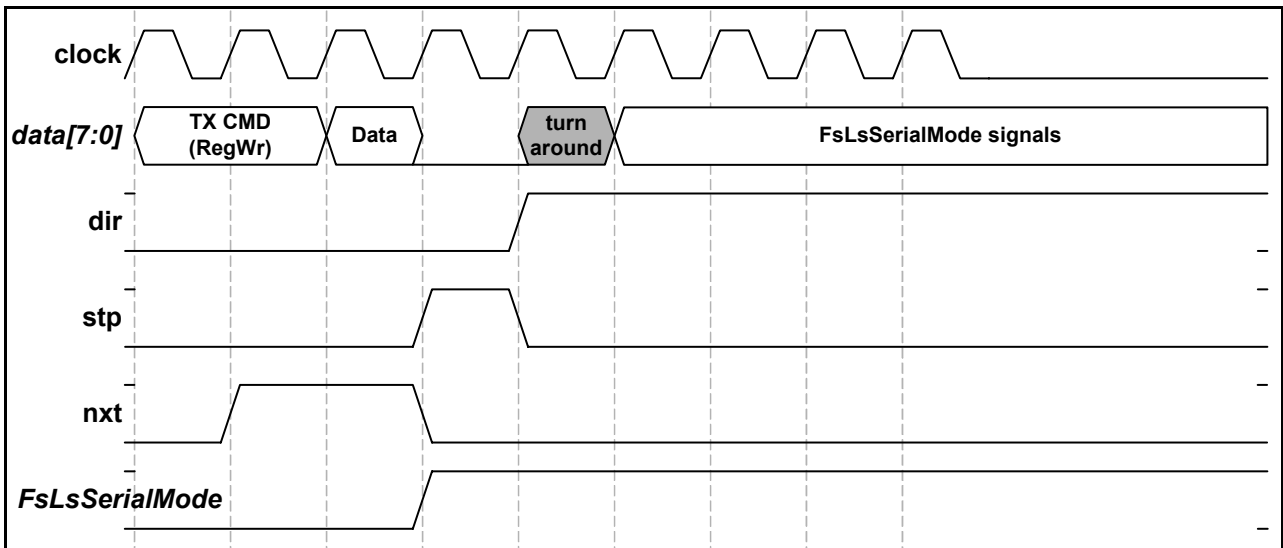 clock
data[7:0]
TX CMD
(RegWr)
Data
turn
around
FsLsSerialMode signals
dir
stp
nxt
FsLsSerialMode